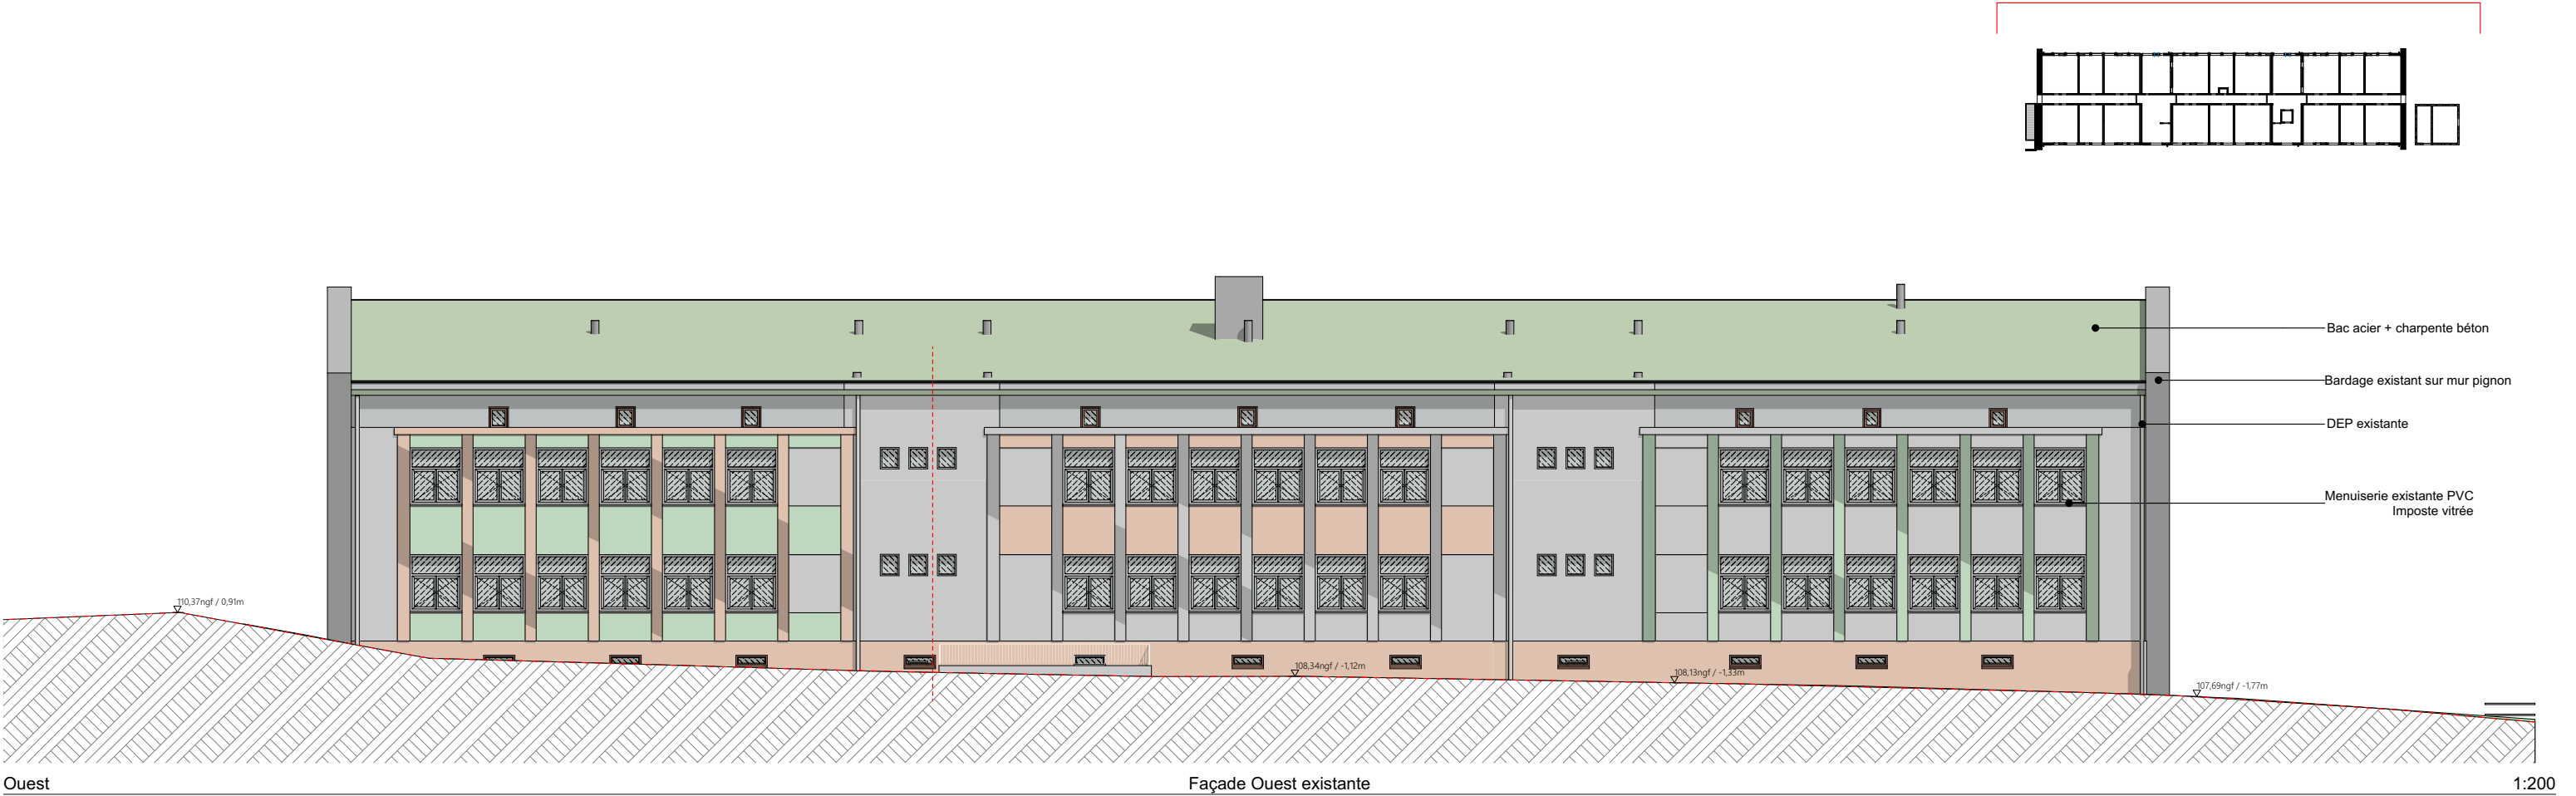 Bac acier + charpente béton
Bardage existant sur mur pignon
DEP existante
Menuiserie existante PVC
Imposte vitrée
110,37ngf / 0,91m
108,34ngf / -1,12m
108,13ngf / -1,33m
107,69ngf / -1,77m
Ouest
Façade Ouest existante
1:200